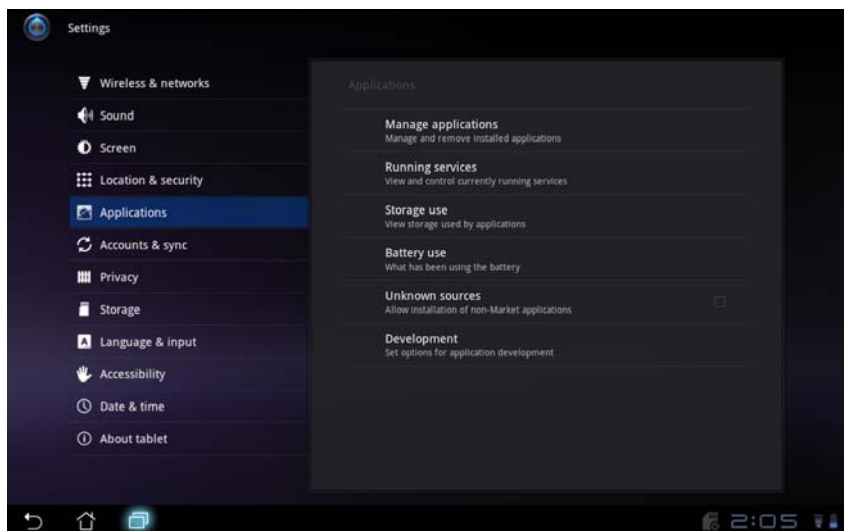 Settings
Wireless & networks
Sound
Screen
Location & security
Applications
Accounts & sync
Privacy
Storage
Language & input
Accessibility
Date & time
About tablet
Applications
Manage applications
Manage and remove installed applications
Running services
View and control currently running services
Storage use
View storage used by applications
Battery use
What has been using the battery
Unknown sources
Allow installation of non-Market applications
Development
Set options for application development
2:05